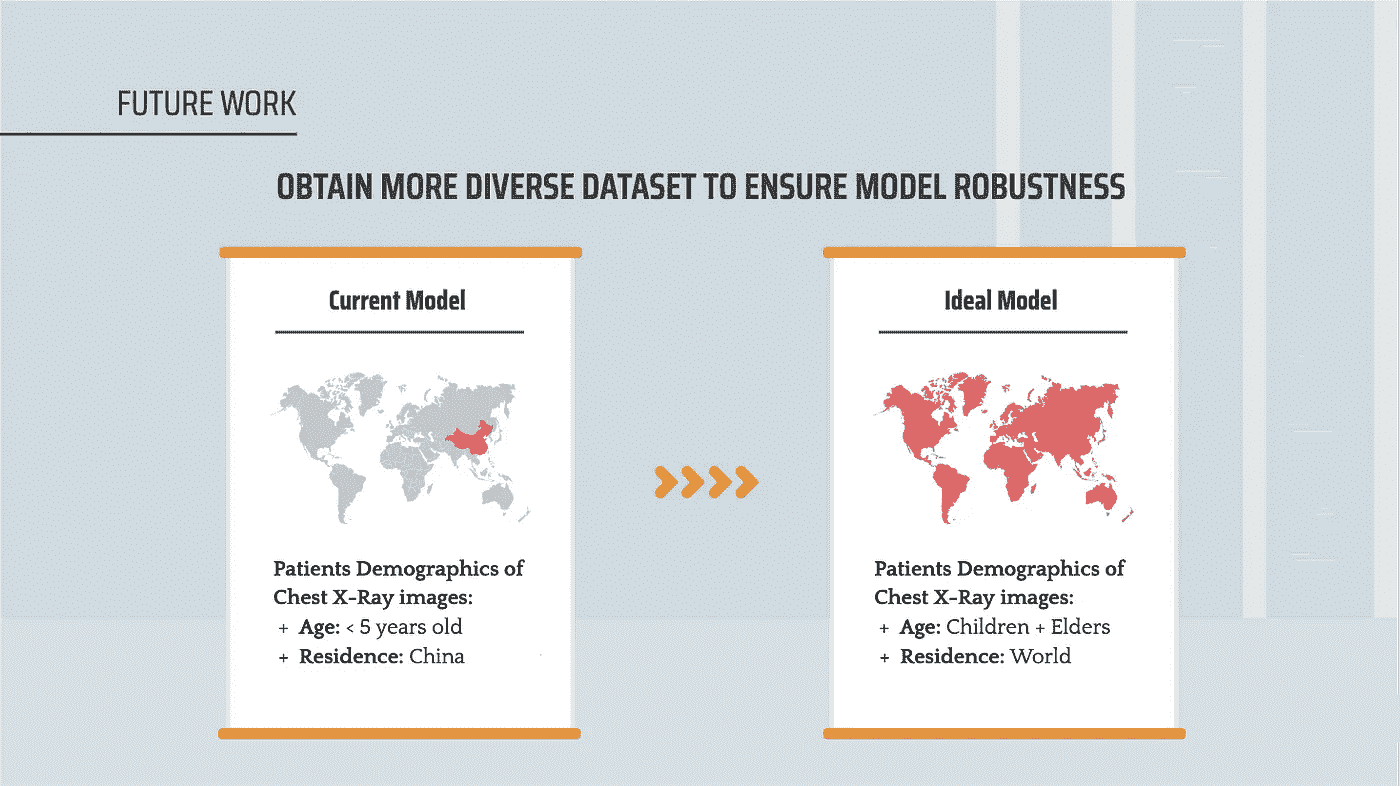 FUTURE WORK
OBTAIN MORE DIVERSE DATASET TO ENSURE MODEL ROBUSTNESS
Current Model
Patients Demographics of
Chest X-Ray images:
+ Age: < 5 years old
+ Residence: China
Ideal Model
Patients Demographics of
Chest X-Ray images:
+ Age: Children + Elders
+ Residence: World